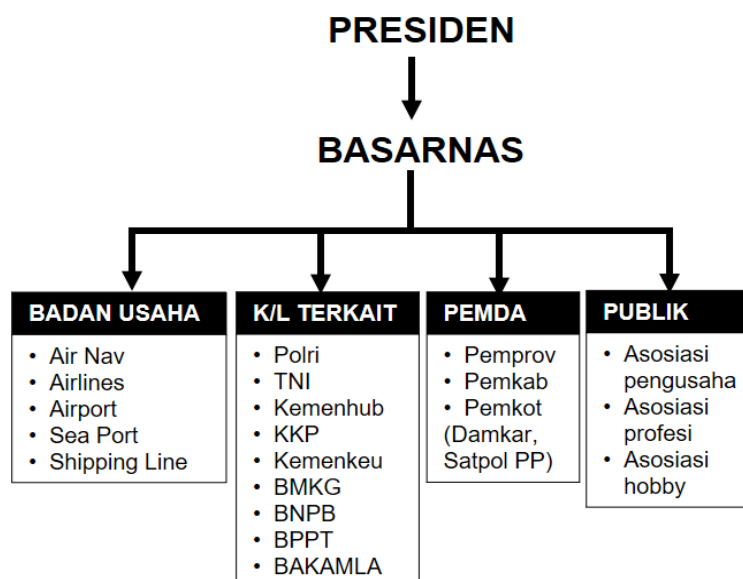 PRESIDEN
BASARNAS
BADAN USAHA
• Air Nav
• Airlines
• Airport
• Sea Port
• Shipping Line
K/L TERKAIT
• Polri
• TNI
• Kemenhub
• KKP
• Kemenkeu
• BMKG
• BNPB
• BPPT
• BAKAMLA
PEMDA
• Pemprov
• Pemkab
• Pemkot
(Damkar,
Satpol PP)
PUBLIK
• Asosiasi
pengusaha
• Asosiasi
profesi
• Asosiasi
hobby